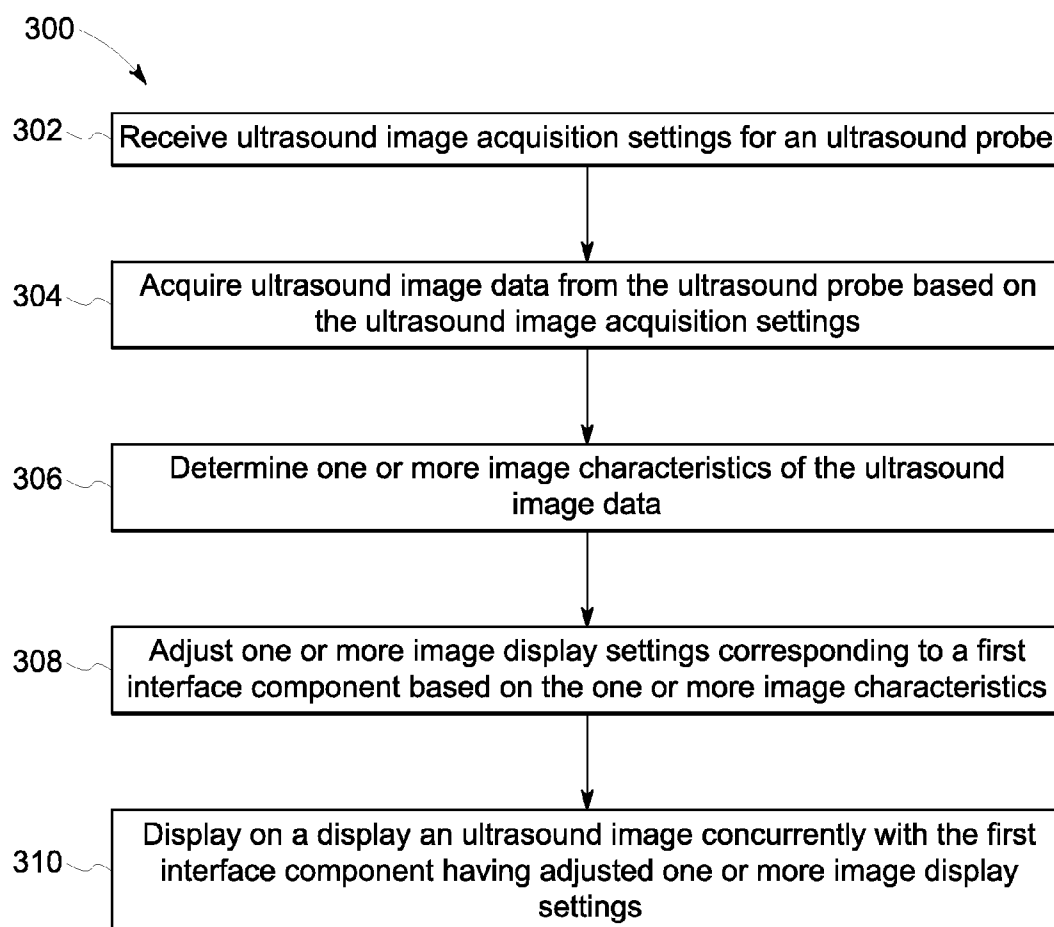 300
302
Receive ultrasound image acquisition settings for an ultrasound probe
304
Acquire ultrasound image data from the ultrasound probe based on
the ultrasound image acquisition settings
306
Determine one or more image characteristics of the ultrasound
image data
308
Adjust one or more image display settings corresponding to a first
interface component based on the one or more image characteristics
310
Display on a display an ultrasound image concurrently with the first
interface component having adjusted one or more image display
settings